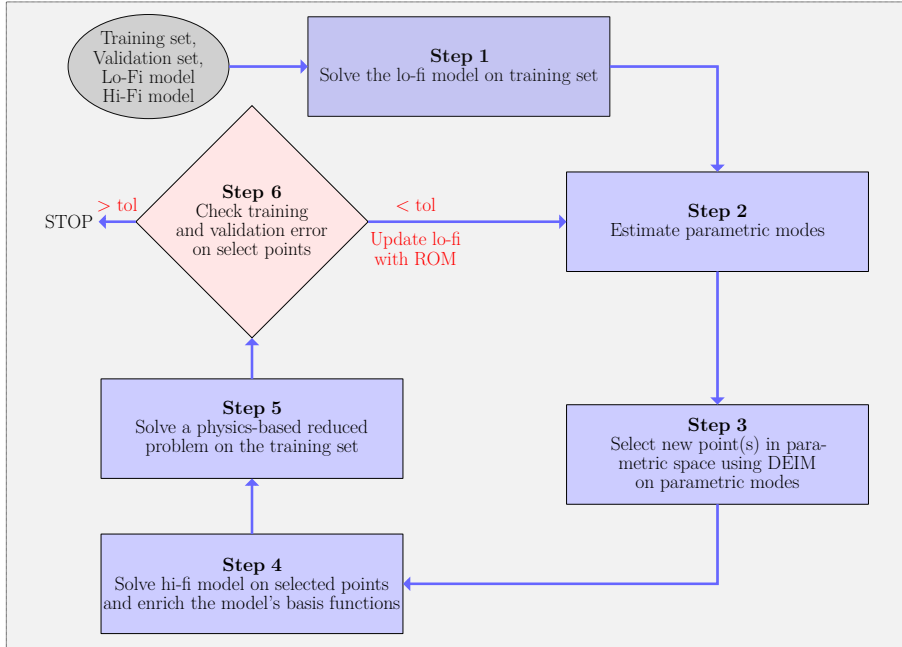 Training set,
Validation set,
Lo-Fi model
Hi-Fi model
Step 1
Solve the lo-fi model on training set
Step 2
Estimate parametric modes
Step 3
Select new point(s) in para-
metric space using DEIM
on parametric modes
Step 4
Solve hi-fi model on selected points
and enrich the model's basis functions
Step 5
Solve a physics-based reduced
problem on the training set
Step 6
Check training
and validation error
on select points
> tol
STOP
< tol
Update lo-fi
with ROM